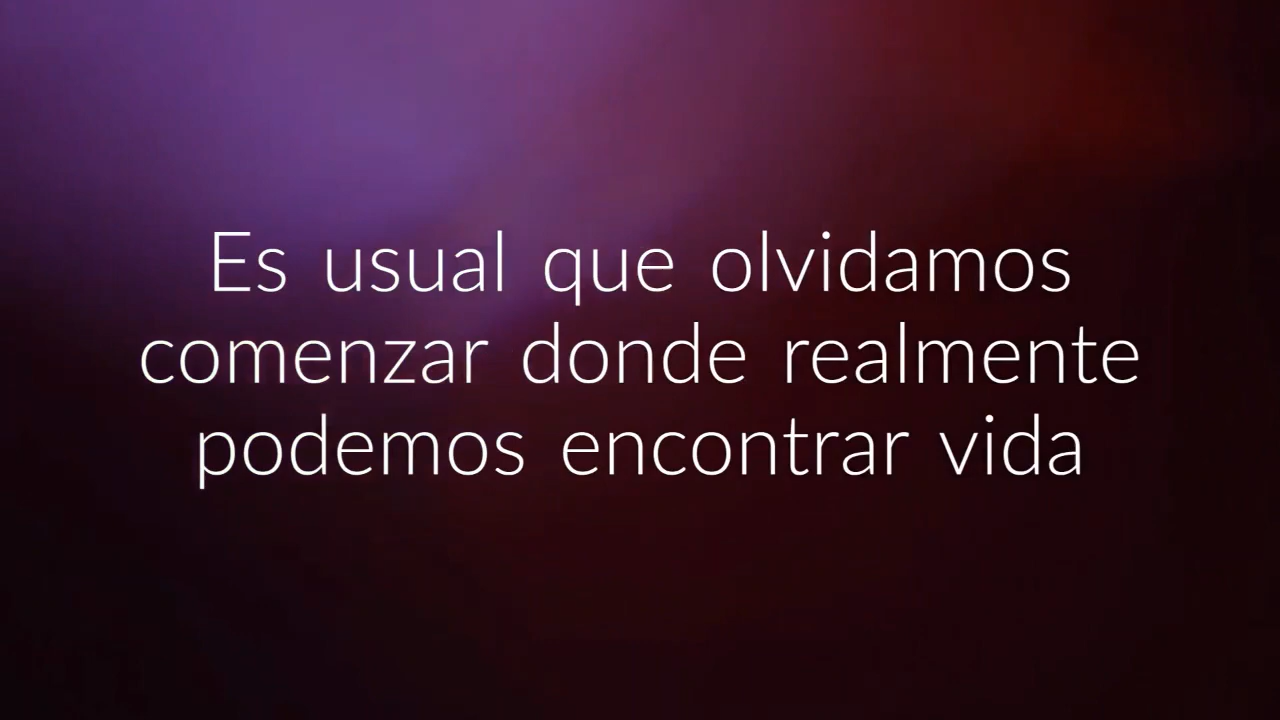 Es usual que olvidamos
comenzar donde realmente
podemos encontrar vida